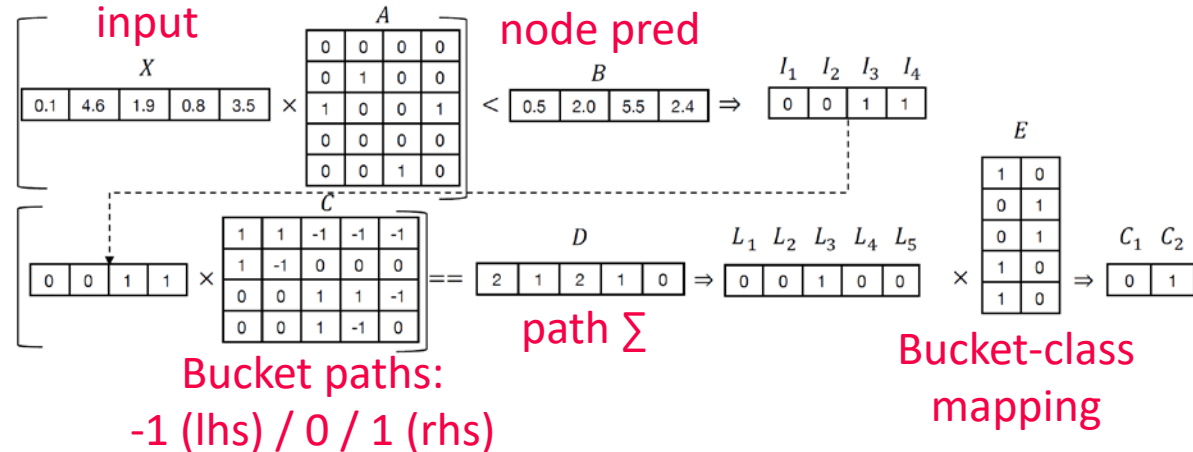 input
node pred
X
A
B
I₁ I₂ I₃ I₄
0.1 4.6 1.9 0.8 3.5
×
0 0 0 0
0 1 0 0
1 0 0 1
0 0 0 0
0 0 1 0
<
0.5 2.0 5.5 2.4
⇒
0 0 1 1
C
D
L₁ L₂ L₃ L₄ L₅
E
C₁ C₂
0 0 1 1
×
1 1 -1 -1 -1
1 -1 0 0 0
0 0 1 1 -1
0 0 1 -1 0
==
2 1 2 1 0
⇒
0 0 1 0 0
×
1 0
0 1
0 1
1 0
1 0
⇒
0 1
path ∑
Bucket paths:
-1 (lhs) / 0 / 1 (rhs)
Bucket-class
mapping